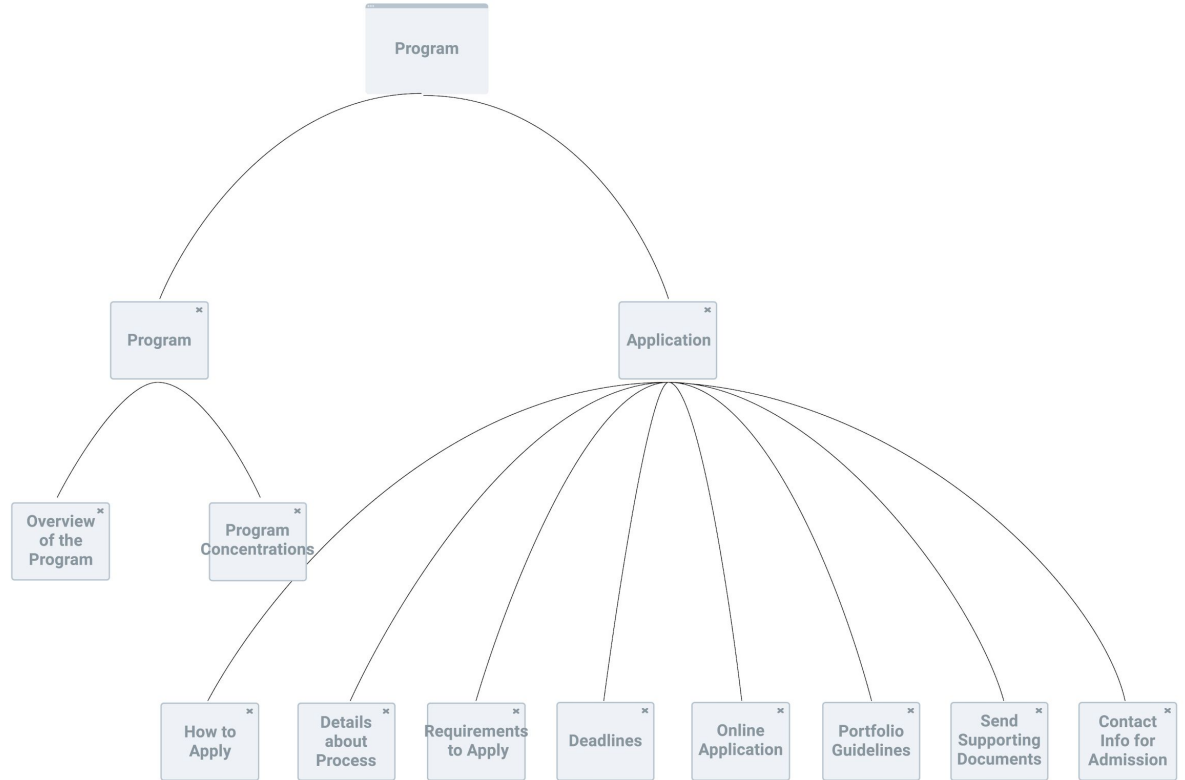 Program
Program
Application
Overview
of the
Program
Program
Concentrations
How to
Apply
Details
about
Process
Requirements
to Apply
Deadlines
Online
Application
Portfolio
Guidelines
Send
Supporting
Documents
Contact
Info for
Admission